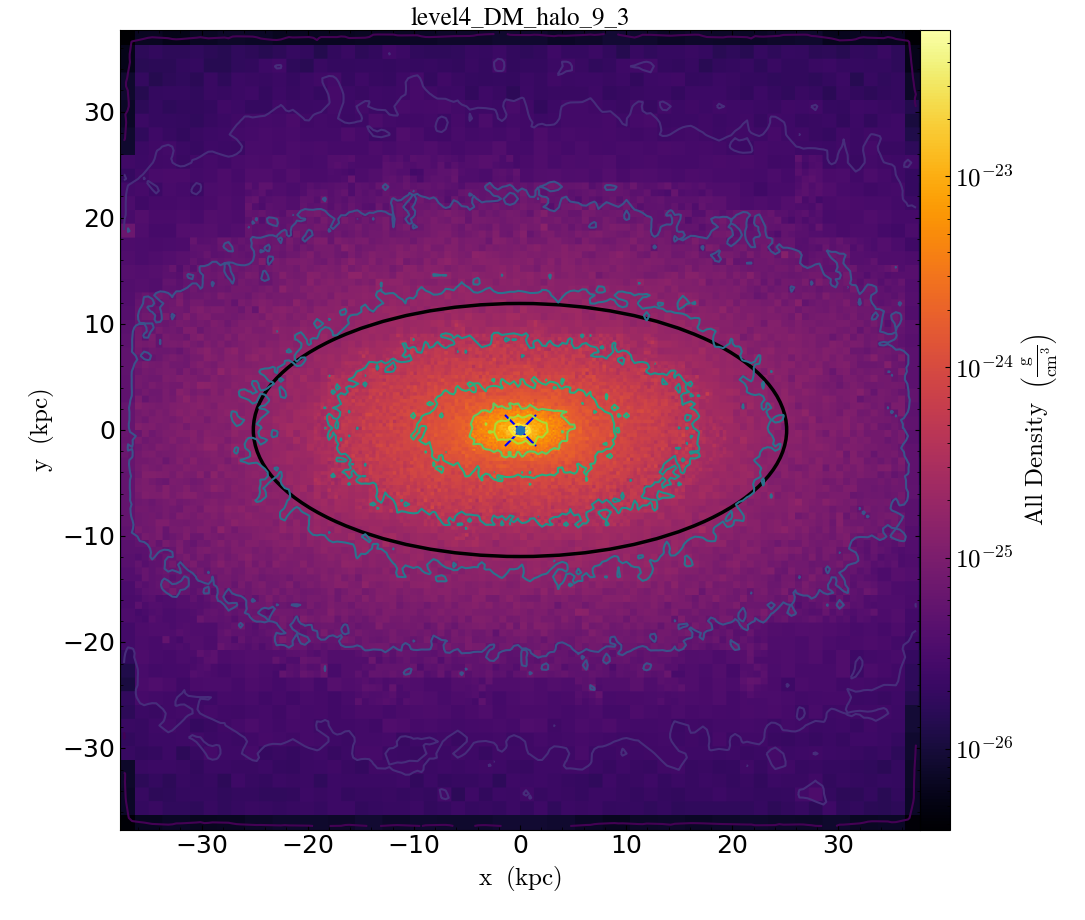 level4_DM_halo_9_3
30
20
10
0
−10
−20
−30
y (kpc)
−30 −20 −10 0 10 20 30
x (kpc)
10^{-23}
10^{-24}
10^{-25}
10^{-26}
All Density (g/cm^3)